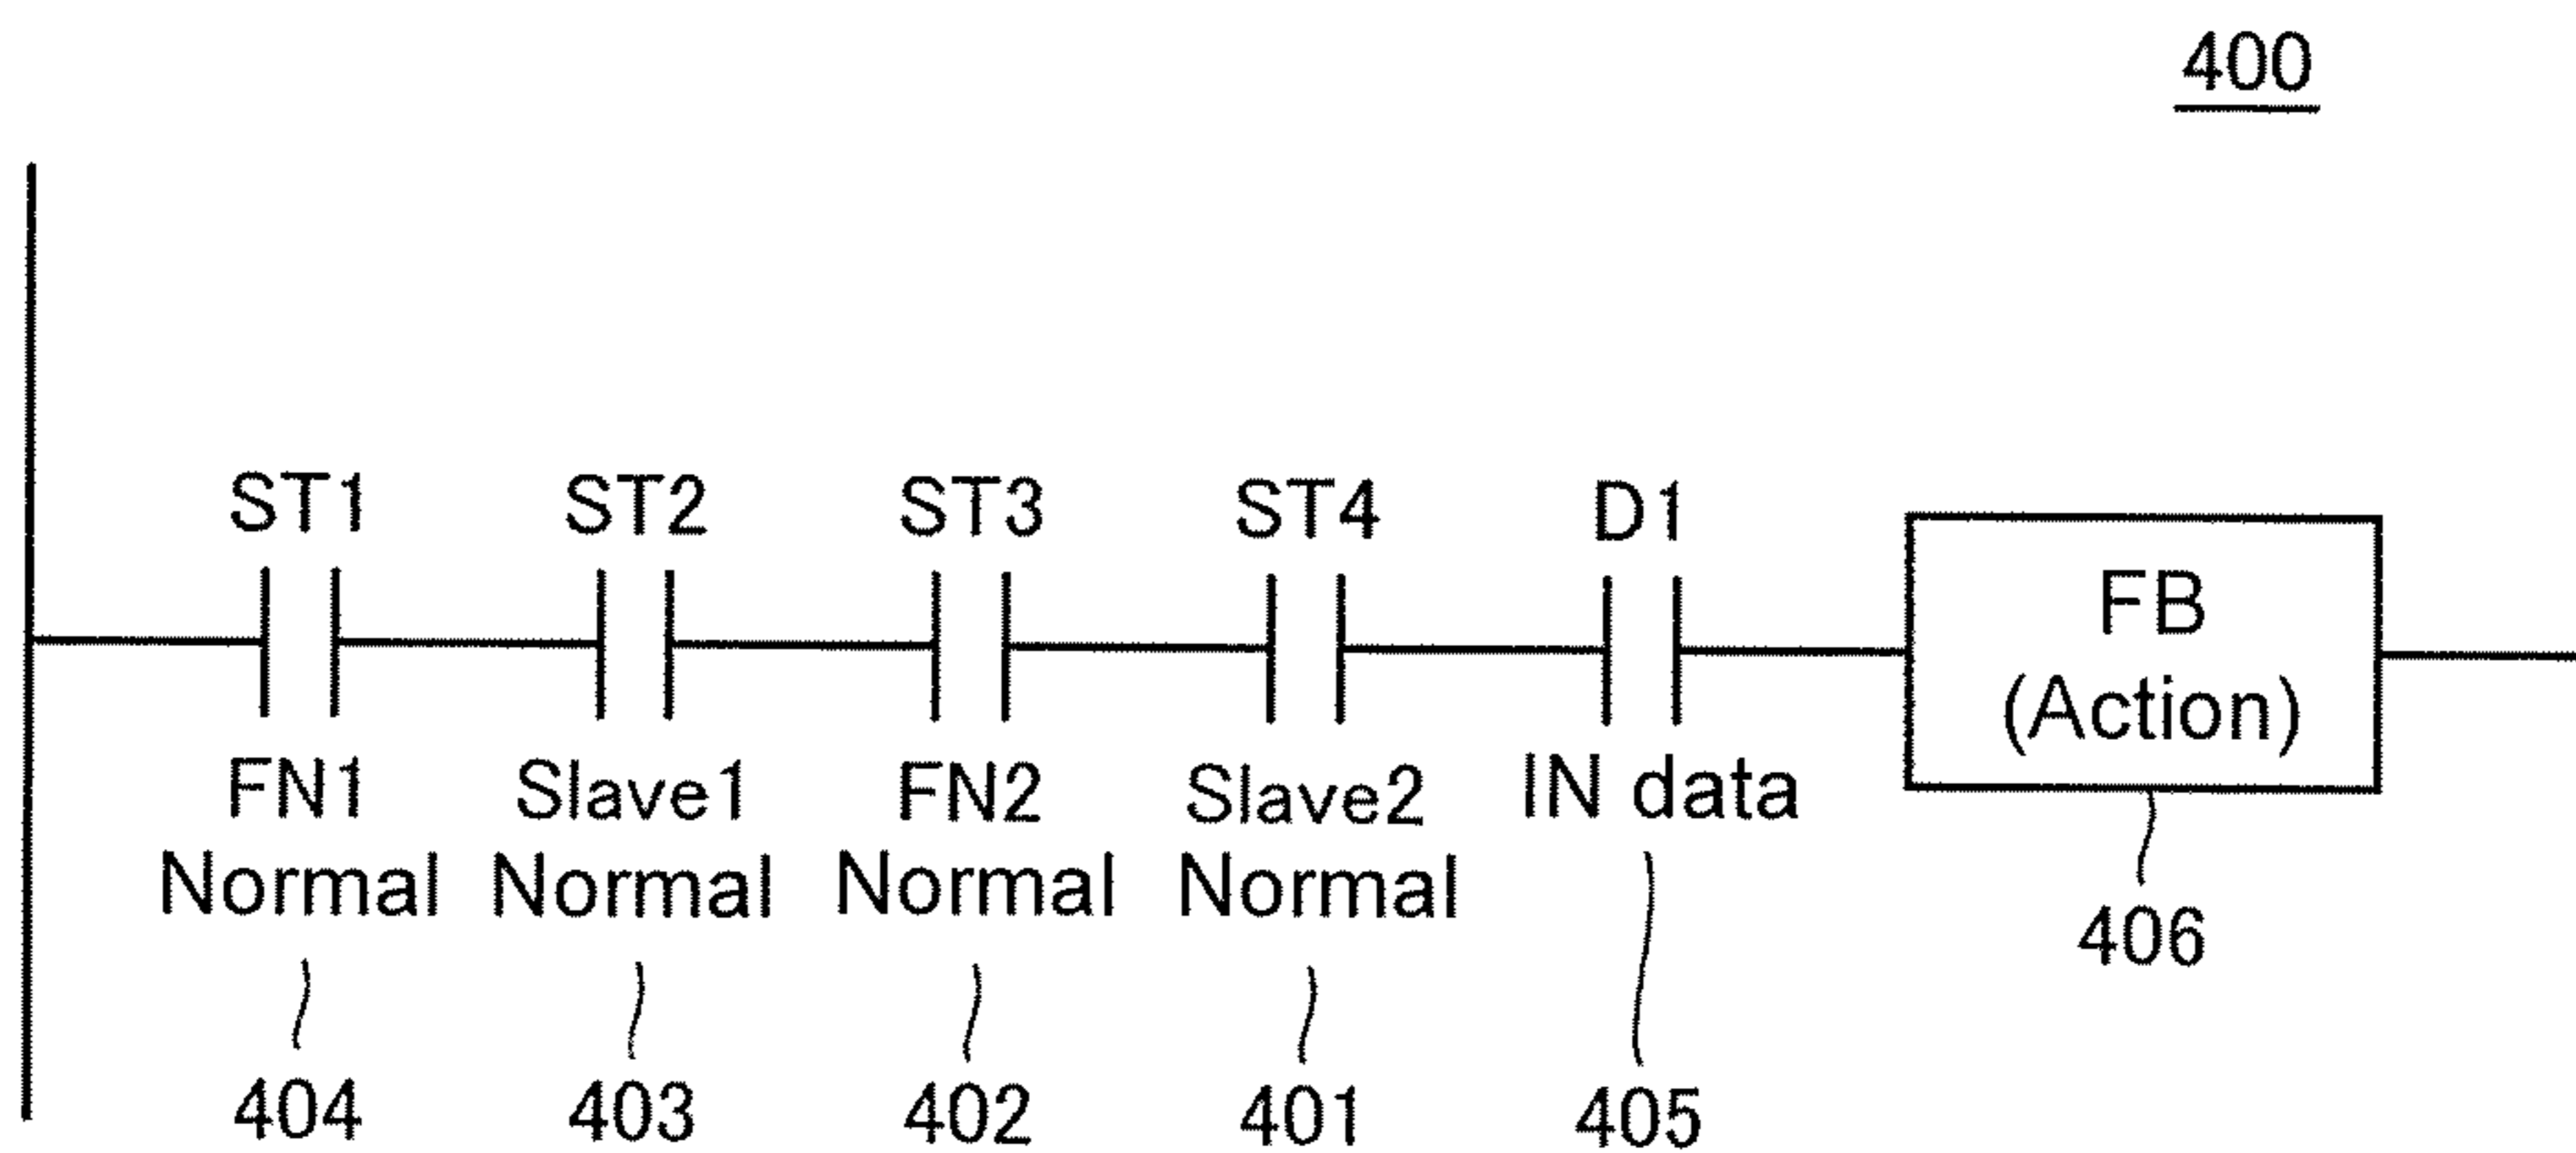 400
ST1 ST2 ST3 ST4 D1
FB
(Action)
FN1 Slave1 FN2 Slave2 IN data
Normal Normal Normal Normal
406
404 403 402 401 405